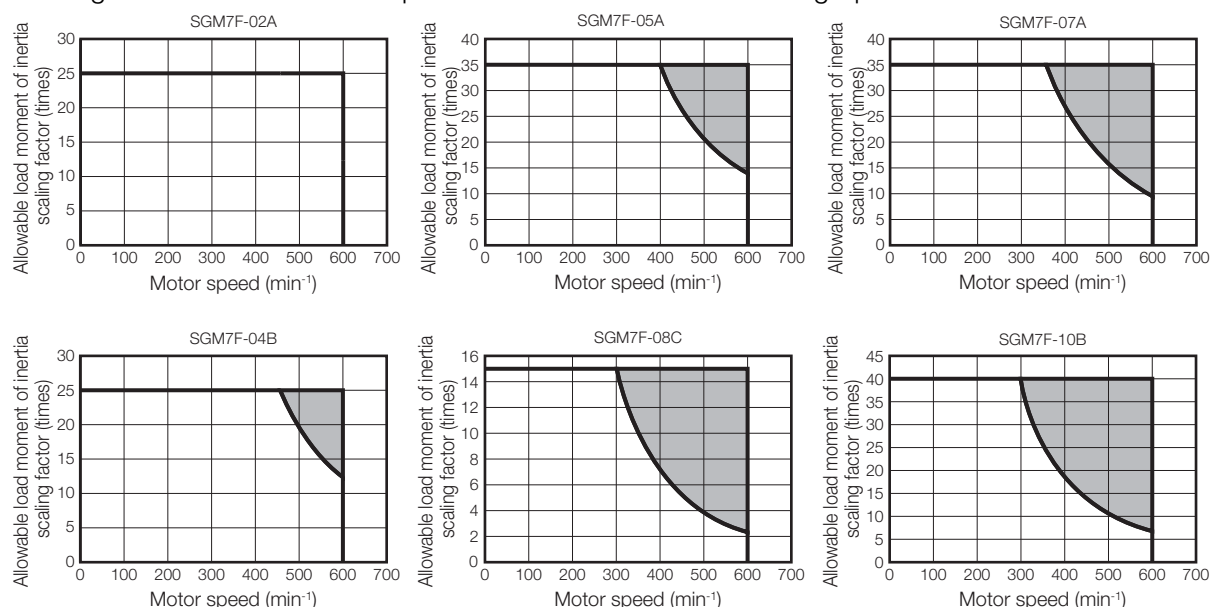 SGM7F-02A
Allowable load moment of inertia
scaling factor (times)
30
25
20
15
10
5
0
0 100 200 300 400 500 600 700
Motor speed (min-1)
SGM7F-05A
Allowable load moment of inertia
scaling factor (times)
40
35
30
25
20
15
10
5
0
0 100 200 300 400 500 600 700
Motor speed (min-1)
SGM7F-07A
Allowable load moment of inertia
scaling factor (times)
40
35
30
25
20
15
10
5
0
0 100 200 300 400 500 600 700
Motor speed (min-1)
SGM7F-04B
Allowable load moment of inertia
scaling factor (times)
30
25
20
15
10
5
0
0 100 200 300 400 500 600 700
Motor speed (min-1)
SGM7F-08C
Allowable load moment of inertia
scaling factor (times)
16
14
12
10
8
6
4
2
0
0 100 200 300 400 500 600 700
Motor speed (min-1)
SGM7F-10B
Allowable load moment of inertia
scaling factor (times)
45
40
35
30
25
20
15
10
5
0
0 100 200 300 400 500 600 700
Motor speed (min-1)